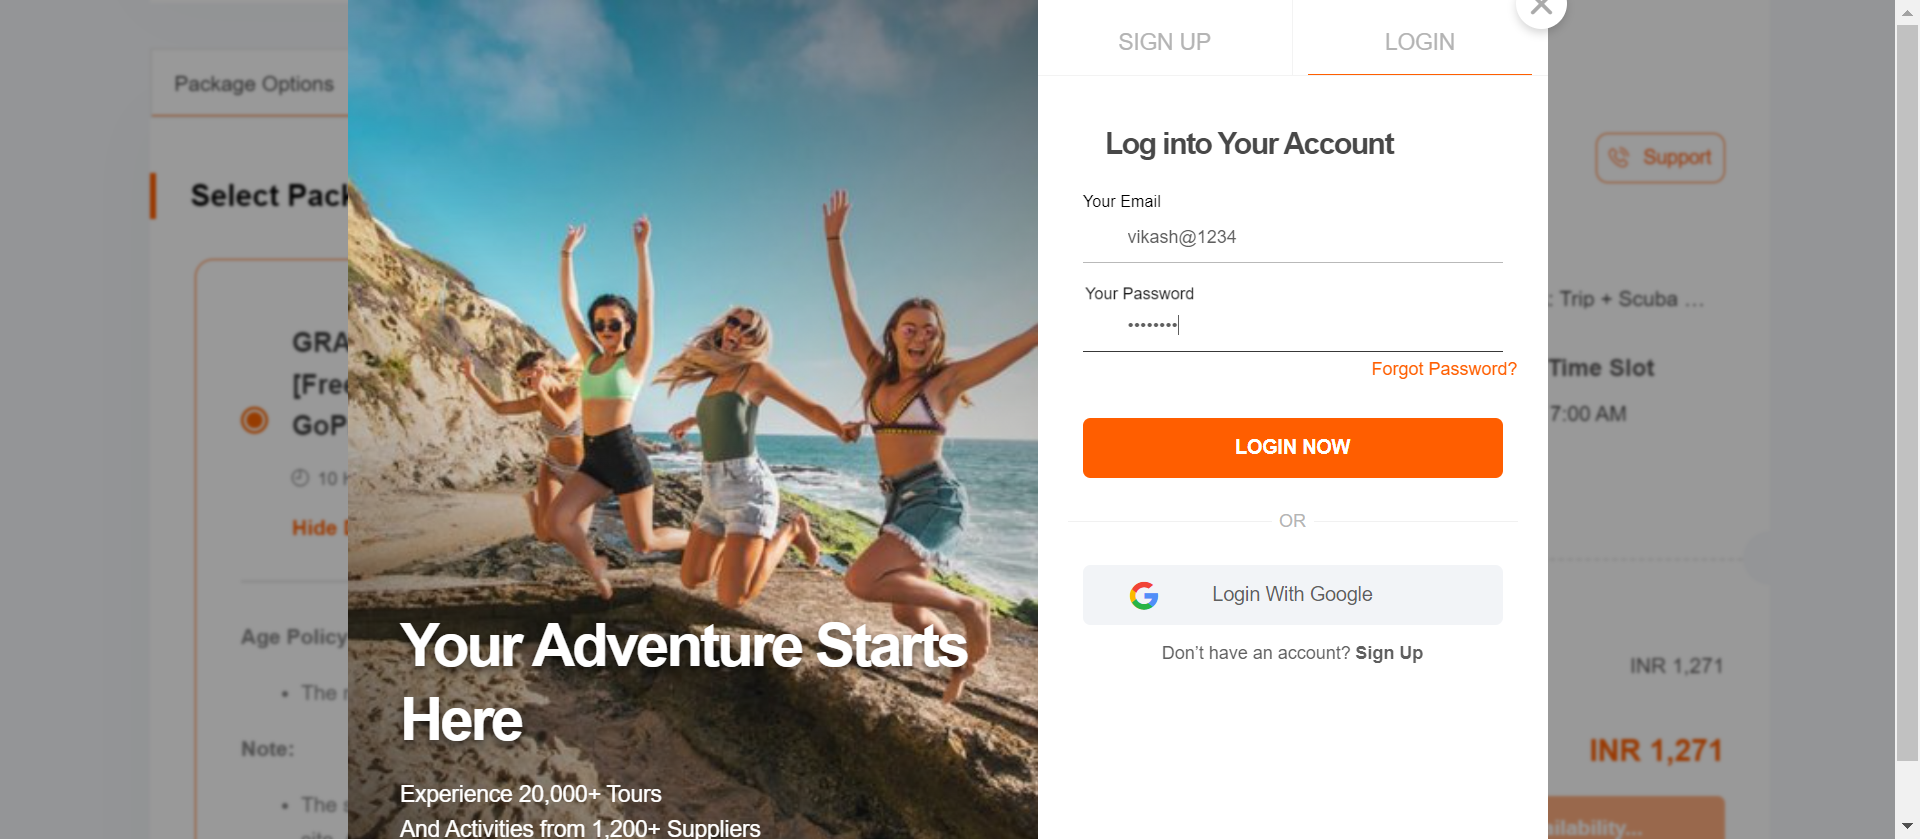 Package Options
Select Pack
GRA
[Free
GoP
10 h
Hide
Age Policy
• The
Note:
• The
Your Adventure Starts
Here
Experience 20,000+ Tours
And Activities from 1,200+ Suppliers
SIGN UP
LOGIN
Log into Your Account
Your Email
vikash@1234
Your Password
••••••••
Forgot Password?
LOGIN NOW
OR
Login With Google
Don’t have an account? Sign Up
Support
: Trip + Scuba ...
Time Slot
7:00 AM
INR 1,271
INR 1,271
ailability...